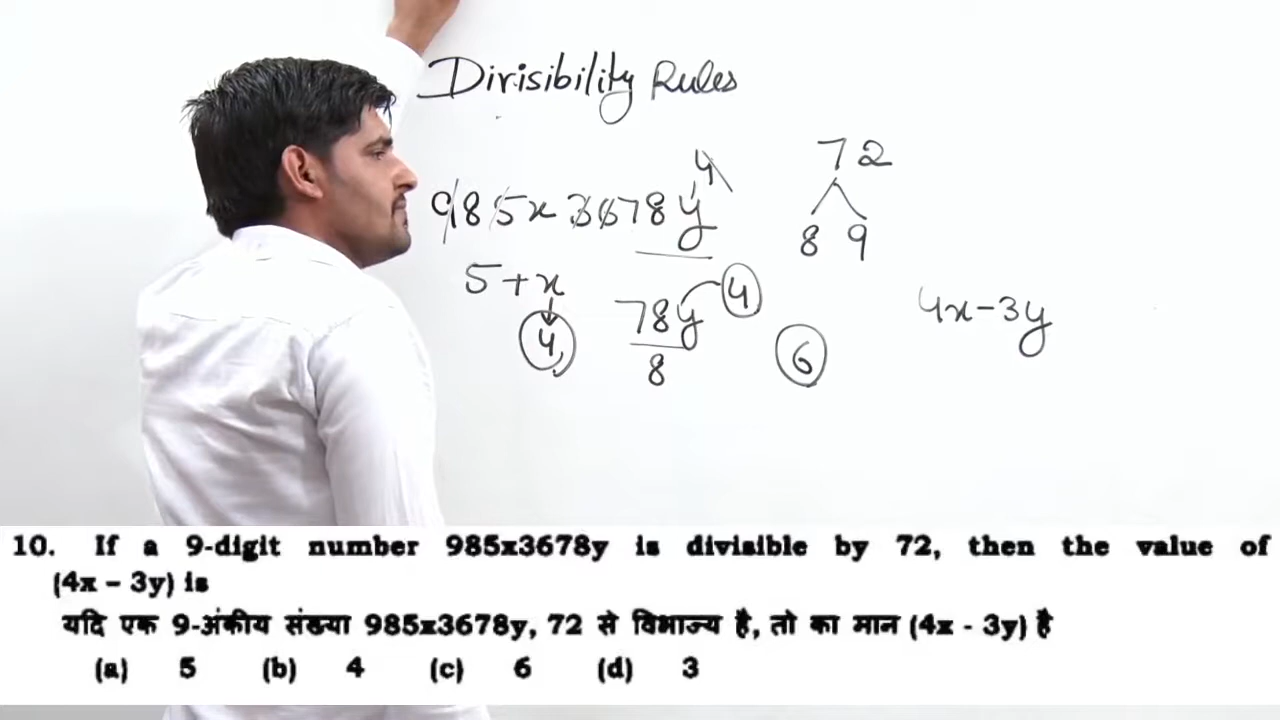 Divisibility Rules
4
72
985x3678y
8 9
5+x
4
78y
4
8
6
4x-3y
10. If a 9-digit number 985x3678y is divisible by 72, then the value of
(4x – 3y) is
यदि एक 9-अंकीय संख्या 985x3678y, 72 से विभाज्य है, तो का मान (4x - 3y) है
(a) 5 (b) 4 (c) 6 (d) 3